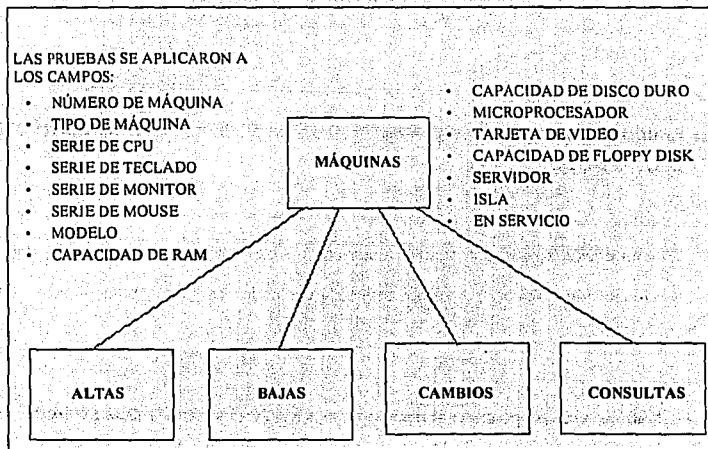 LAS PRUEBAS SE APLICARON A
LOS CAMPOS:
· NÚMERO DE MÁQUINA
· TIPO DE MÁQUINA
· SERIE DE CPU
· SERIE DE TECLADO
· SERIE DE MONITOR
· SERIE DE MOUSE
· MODELO
· CAPACIDAD DE RAM
· CAPACIDAD DE DISCO DURO
· MICROPROCESADOR
· TARJETA DE VIDEO
· CAPACIDAD DE FLOPPY DISK
· SERVIDOR
· ISLA
· EN SERVICIO
MÁQUINAS
ALTAS
BAJAS
CAMBIOS
CONSULTAS